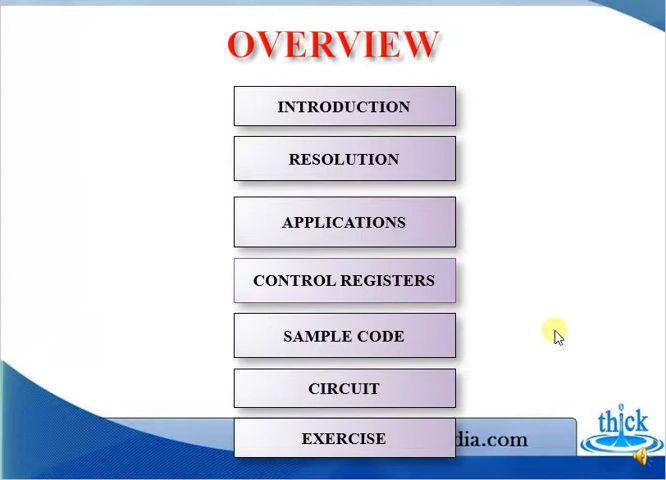 OVERVIEW
INTRODUCTION
RESOLUTION
APPLICATIONS
CONTROL REGISTERS
SAMPLE CODE
CIRCUIT
EXERCISE
dia.com
thick